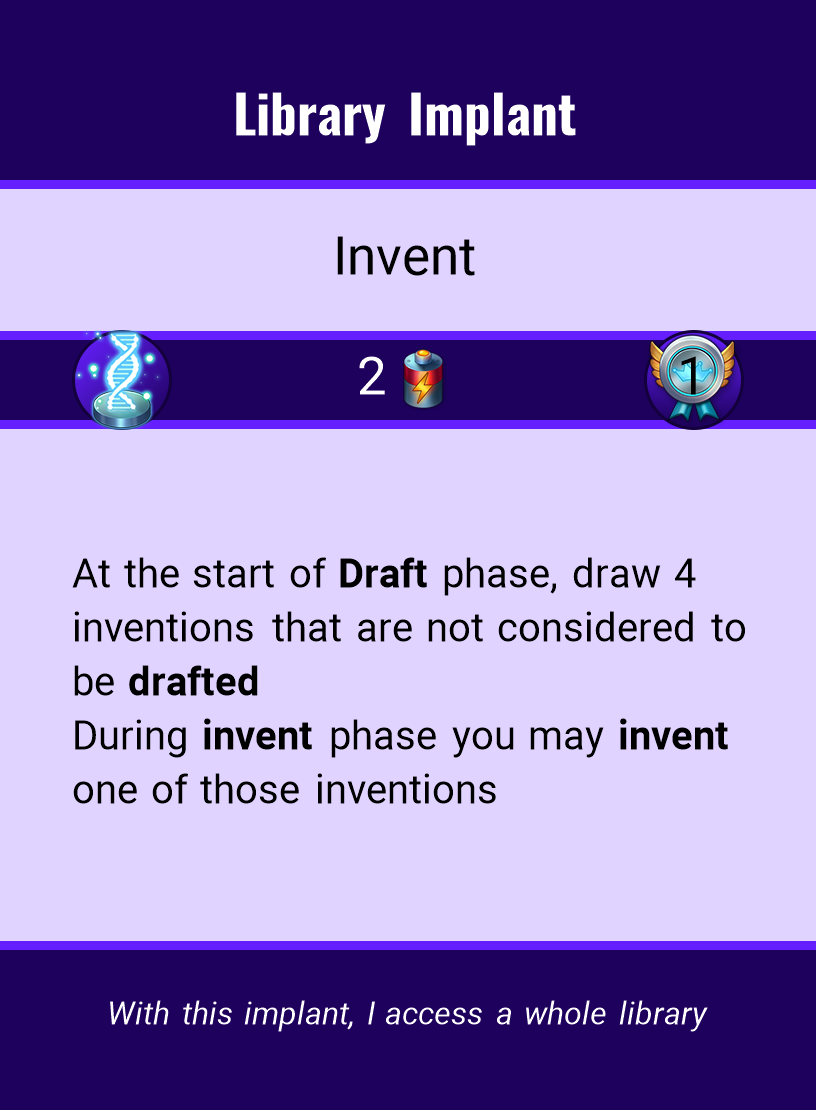 Library Implant
Invent
2
1
At the start of Draft phase, draw 4
inventions that are not considered to
be drafted
During invent phase you may invent
one of those inventions
With this implant, I access a whole library